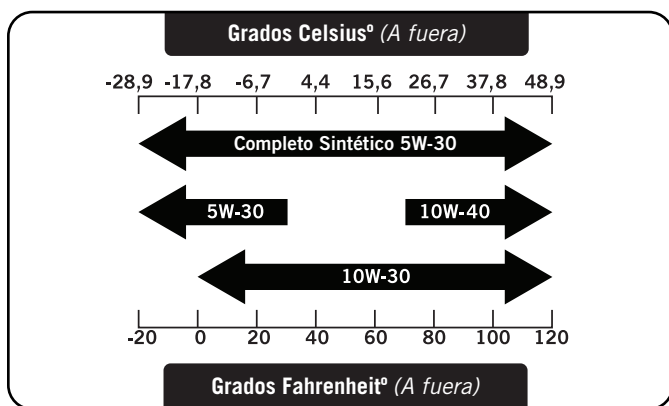 Grados Celsiusº (A fuera)
-28,9 -17,8 -6,7 4,4 15,6 26,7 37,8 48,9
Completo Sintético 5W-30
5W-30 10W-40
10W-30
-20 0 20 40 60 80 100 120
Grados Fahrenheitº (A fuera)